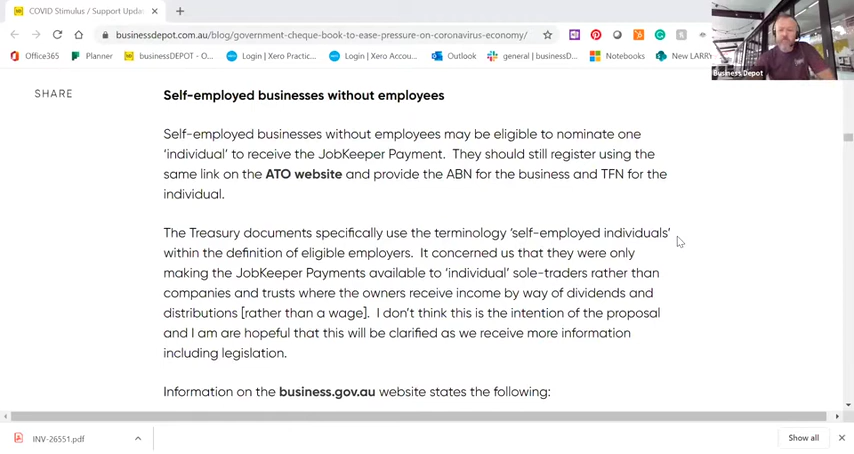 COVID Stimulus / Support Updat
businessdepot.com.au/blog/government-cheque-book-to-ease-pressure-on-coronavirus-economy/
Office365
Planner
businessDEPOT - O...
Login | Xero Practic...
Login | Xero Accou...
Outlook
general | businessD...
Notebooks
New LARRY
Business Depot
SHARE
Self-employed businesses without employees
Self-employed businesses without employees may be eligible to nominate one
‘individual’ to receive the JobKeeper Payment. They should still register using the
same link on the ATO website and provide the ABN for the business and TFN for the
individual.
The Treasury documents specifically use the terminology ‘self-employed individuals’
within the definition of eligible employers. It concerned us that they were only
making the JobKeeper Payments available to ‘individual’ sole-traders rather than
companies and trusts where the owners receive income by way of dividends and
distributions [rather than a wage]. I don’t think this is the intention of the proposal
and I am are hopeful that this will be clarified as we receive more information
including legislation.
Information on the business.gov.au website states the following:
INV-26551.pdf
Show all